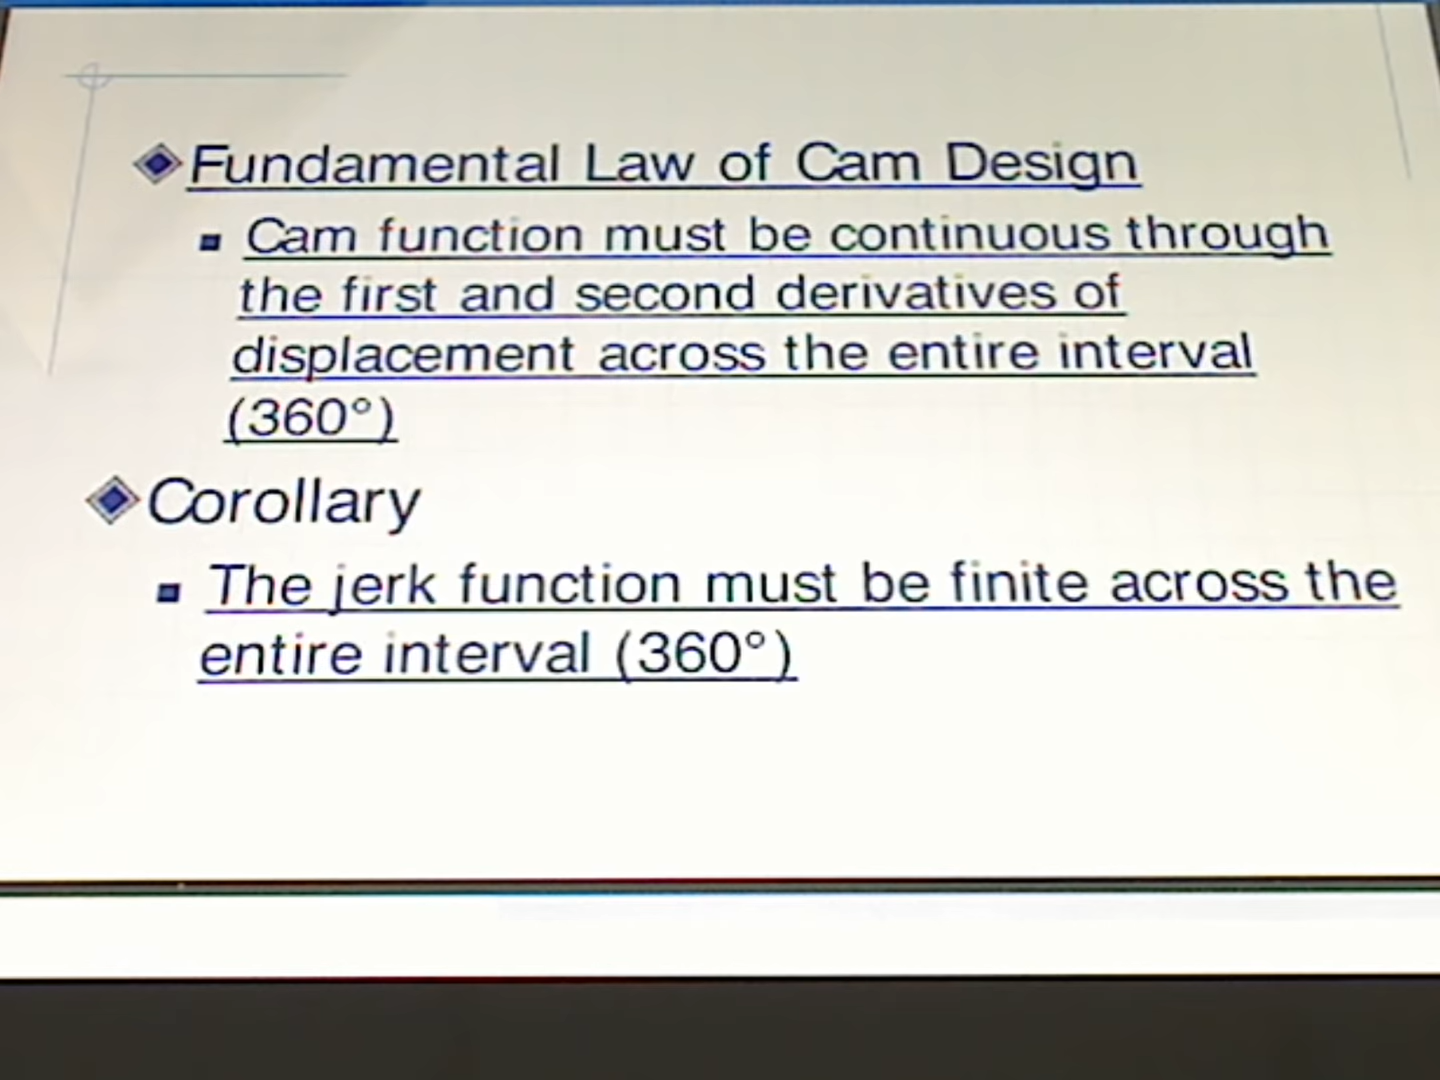 Fundamental Law of Cam Design
Cam function must be continuous through
the first and second derivatives of
displacement across the entire interval
(360°)
Corollary
The jerk function must be finite across the
entire interval (360°)